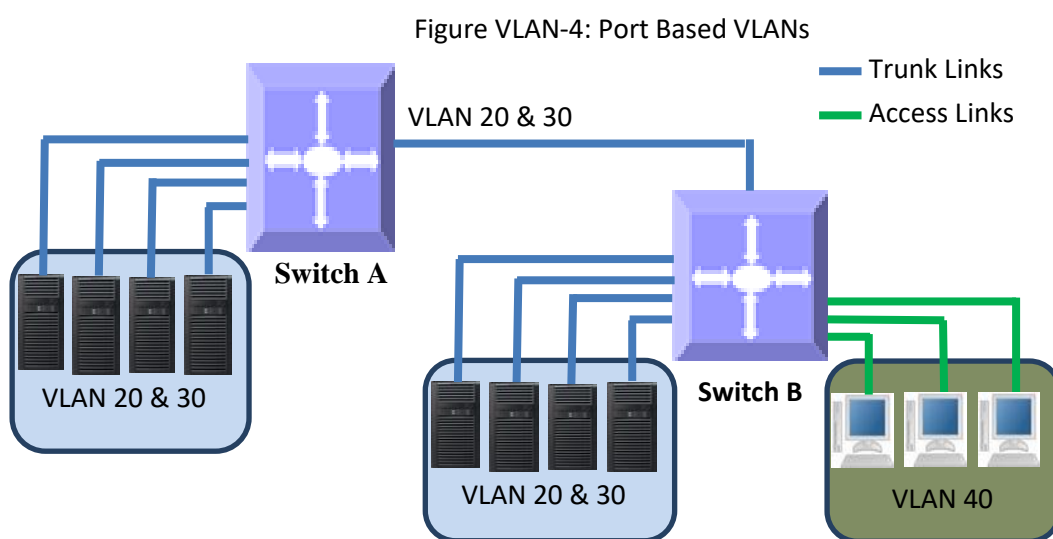 Figure VLAN-4: Port Based VLANs
Trunk Links
Access Links
VLAN 20 & 30
Switch A
VLAN 20 & 30
Switch B
VLAN 20 & 30
VLAN 40